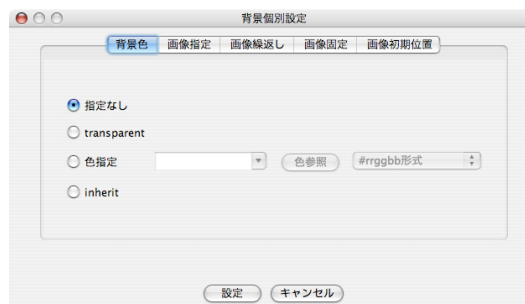 背景個別設定
背景色 画像指定 画像繰返し 画像固定 画像初期位置
指定なし
transparent
色指定 色参照 #rrggbb形式
inherit
設定 キャンセル